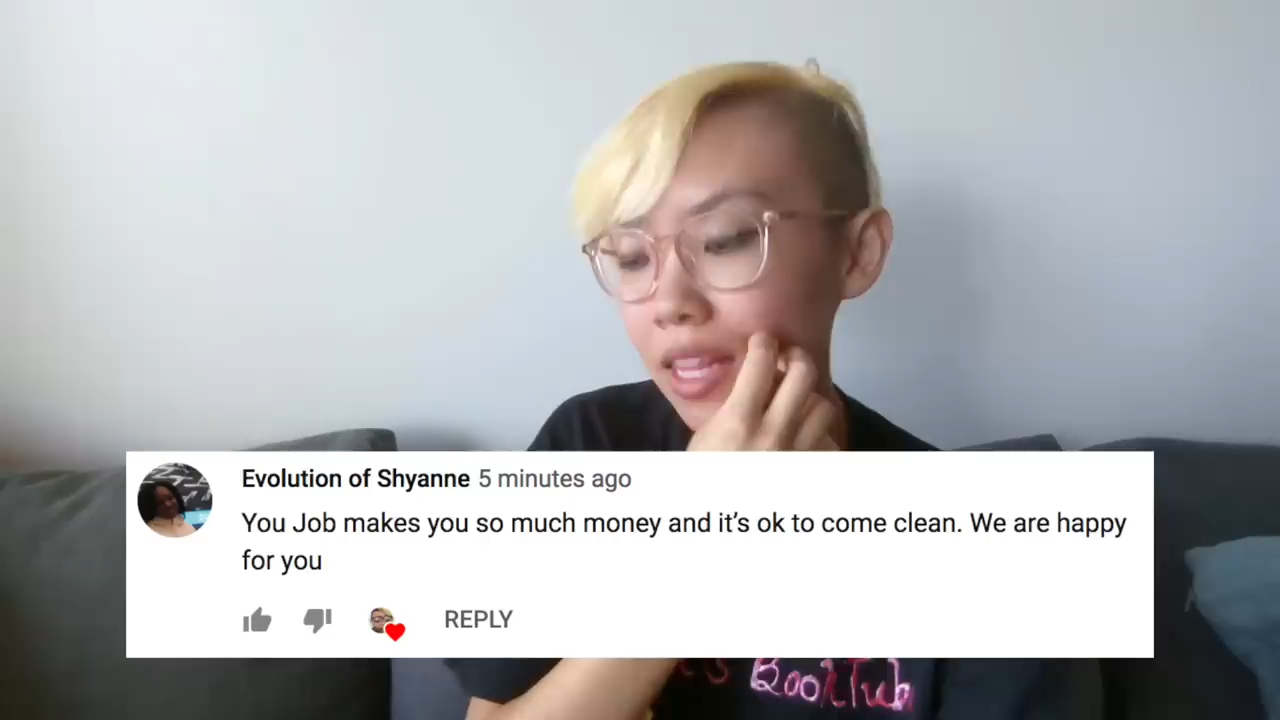 Evolution of Shyanne 5 minutes ago
You Job makes you so much money and it’s ok to come clean. We are happy
for you
REPLY
BookTub